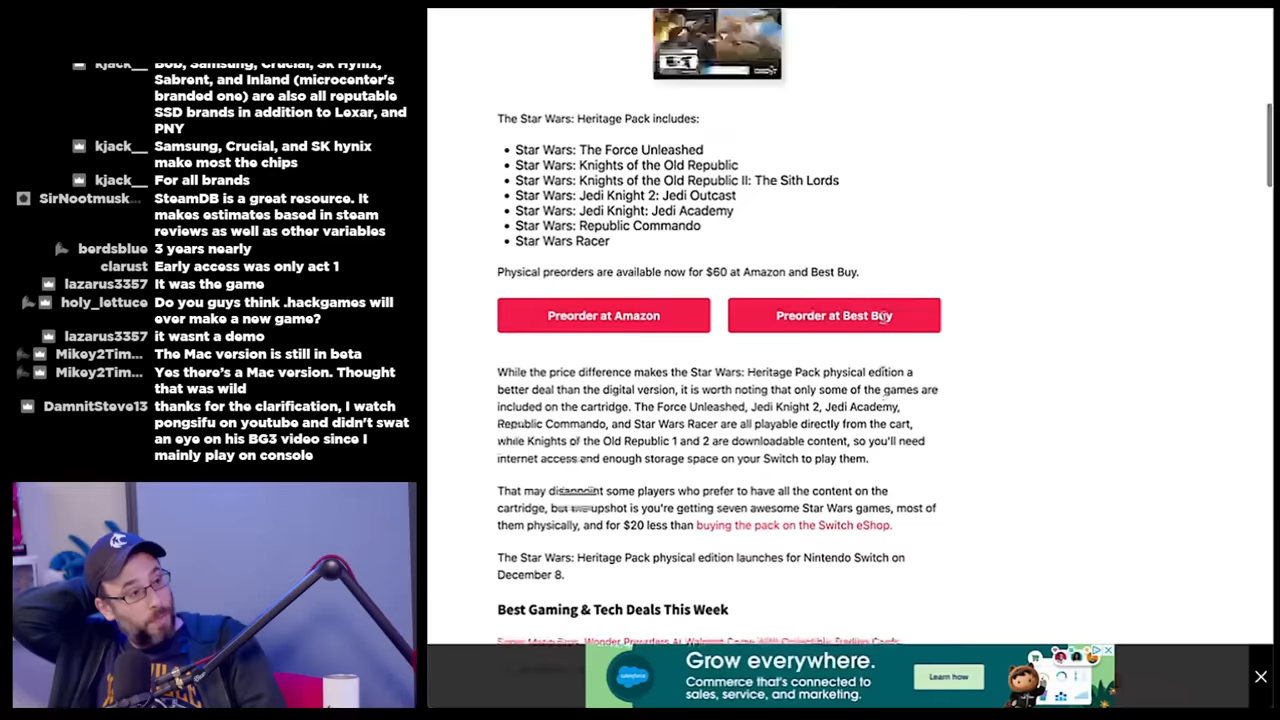 kjack__ Bob, Samsung, Crucial, SK Hynix,
Sabrent, and Inland (microcenter's
branded one) are also all reputable
SSD brands in addition to Lexar, and
PNY
kjack__ Samsung, Crucial, and SK hynix
make most the chips
kjack__ For all brands
SirNootmusk... SteamDB is a great resource. It
makes estimates based in steam
reviews as well as other variables
berdsblue 3 years nearly
clarust Early access was only act 1
lazarus3357 It was the game
holy_lettuce Do you guys think .hackgames will
ever make a new game?
lazarus3357 it wasnt a demo
Mikey2Tim... The Mac version is still in beta
Mikey2Tim... Yes there's a Mac version. Thought
that was wild
DamnitSteve13 thanks for the clarification, I watch
pongsifu on youtube and didn't swat
an eye on his BG3 video since I
mainly play on console
The Star Wars: Heritage Pack includes:
• Star Wars: The Force Unleashed
• Star Wars: Knights of the Old Republic
• Star Wars: Knights of the Old Republic II: The Sith Lords
• Star Wars: Jedi Knight 2: Jedi Outcast
• Star Wars: Jedi Knight: Jedi Academy
• Star Wars: Republic Commando
• Star Wars Racer
Physical preorders are available now for $60 at Amazon and Best Buy.
Preorder at Amazon
Preorder at Best Buy
While the price difference makes the Star Wars: Heritage Pack physical edition a
better deal than the digital version, it is worth noting that only some of the games are
included on the cartridge. The Force Unleashed, Jedi Knight 2, Jedi Academy,
Republic Commando, and Star Wars Racer are all playable directly from the cart,
while Knights of the Old Republic 1 and 2 are downloadable content, so you'll need
internet access and enough storage space on your Switch to play them.
That may disappoint some players who prefer to have all the content on the
cartridge, but the upshot is you're getting seven awesome Star Wars games, most of
them physically, and for $20 less than buying the pack on the Switch eShop.
The Star Wars: Heritage Pack physical edition launches for Nintendo Switch on
December 8.
Best Gaming & Tech Deals This Week
Super Mario Bros. Wonder Preorders At Walmart Come With Collectible Trading Cards
salesforce
Grow everywhere.
Commerce that's connected to
sales, service, and marketing.
Learn how